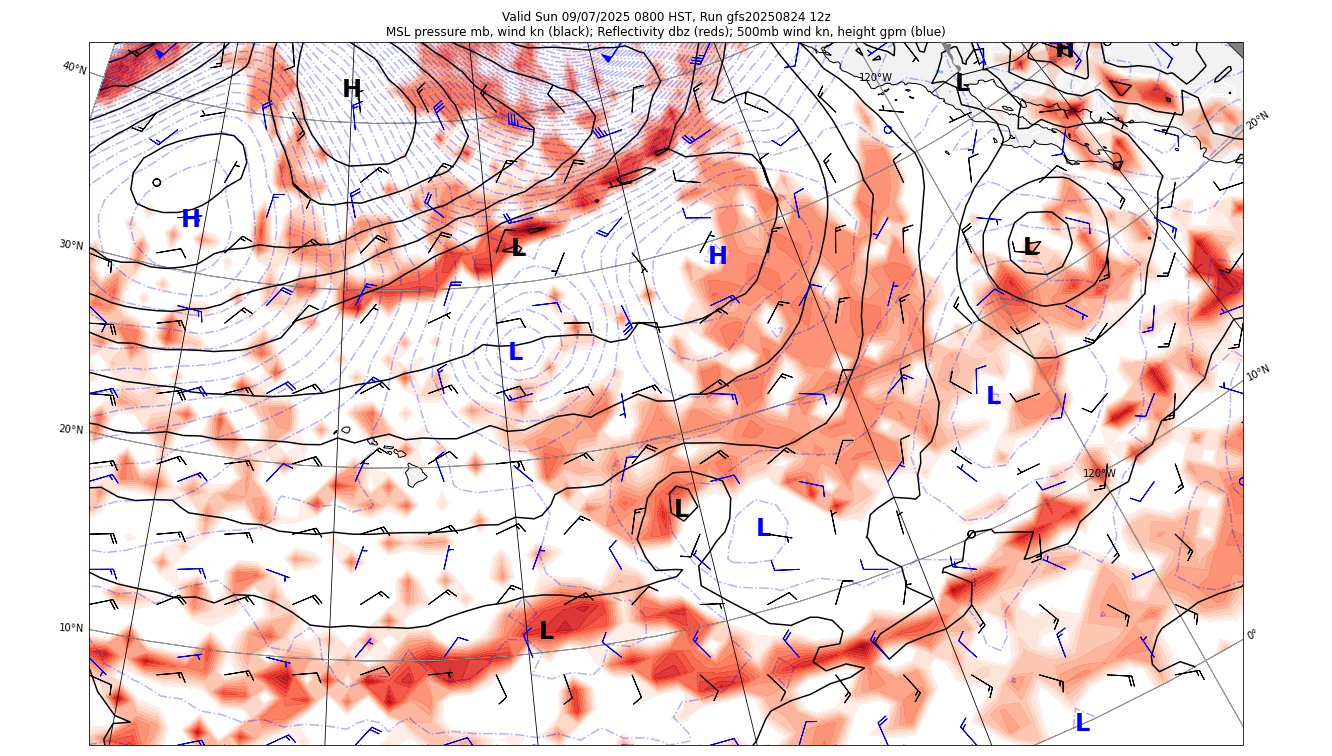 Valid Sun 09/07/2025 0800 HST, Run gfs20250824 12z
MSL pressure mb, wind kn (black); Reflectivity dbz (reds); 500mb wind kn, height gpm (blue)
H
40°N
120°W
L
H
20°N
H
30°N
L
H
L
L
10°N
L
20°N
120°W
L
L
10°N
L
0°
L